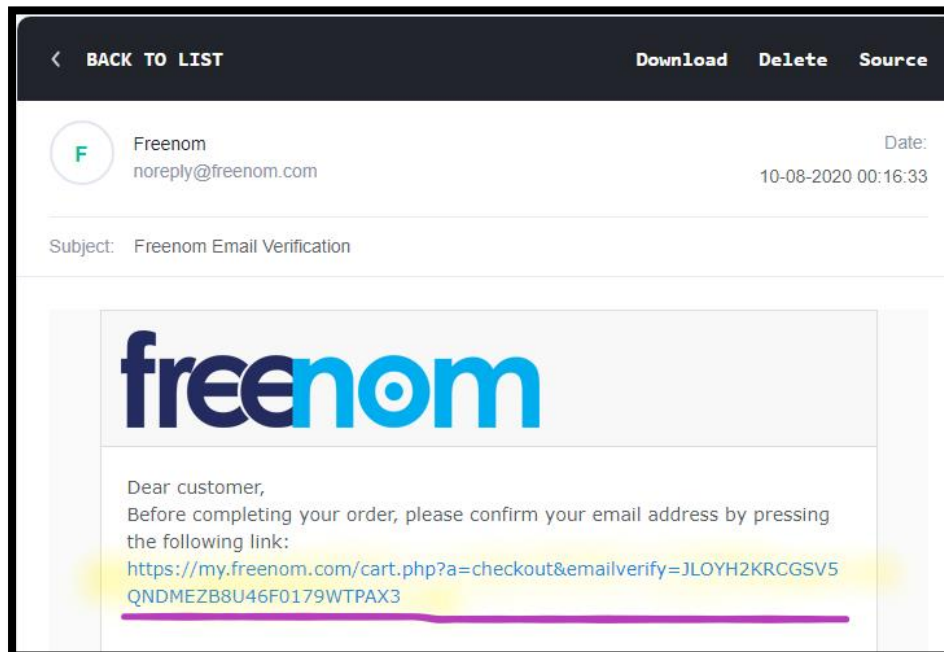 < BACK TO LIST Download Delete Source
F Freenom Date:
noreply@freenom.com 10-08-2020 00:16:33
Subject: Freenom Email Verification
freenom
Dear customer,
Before completing your order, please confirm your email address by pressing
the following link:
https://my.freenom.com/cart.php?a=checkout&emailverify=JLOYH2KRCGSV5
QNDMEZB8U46F0179WTPAX3